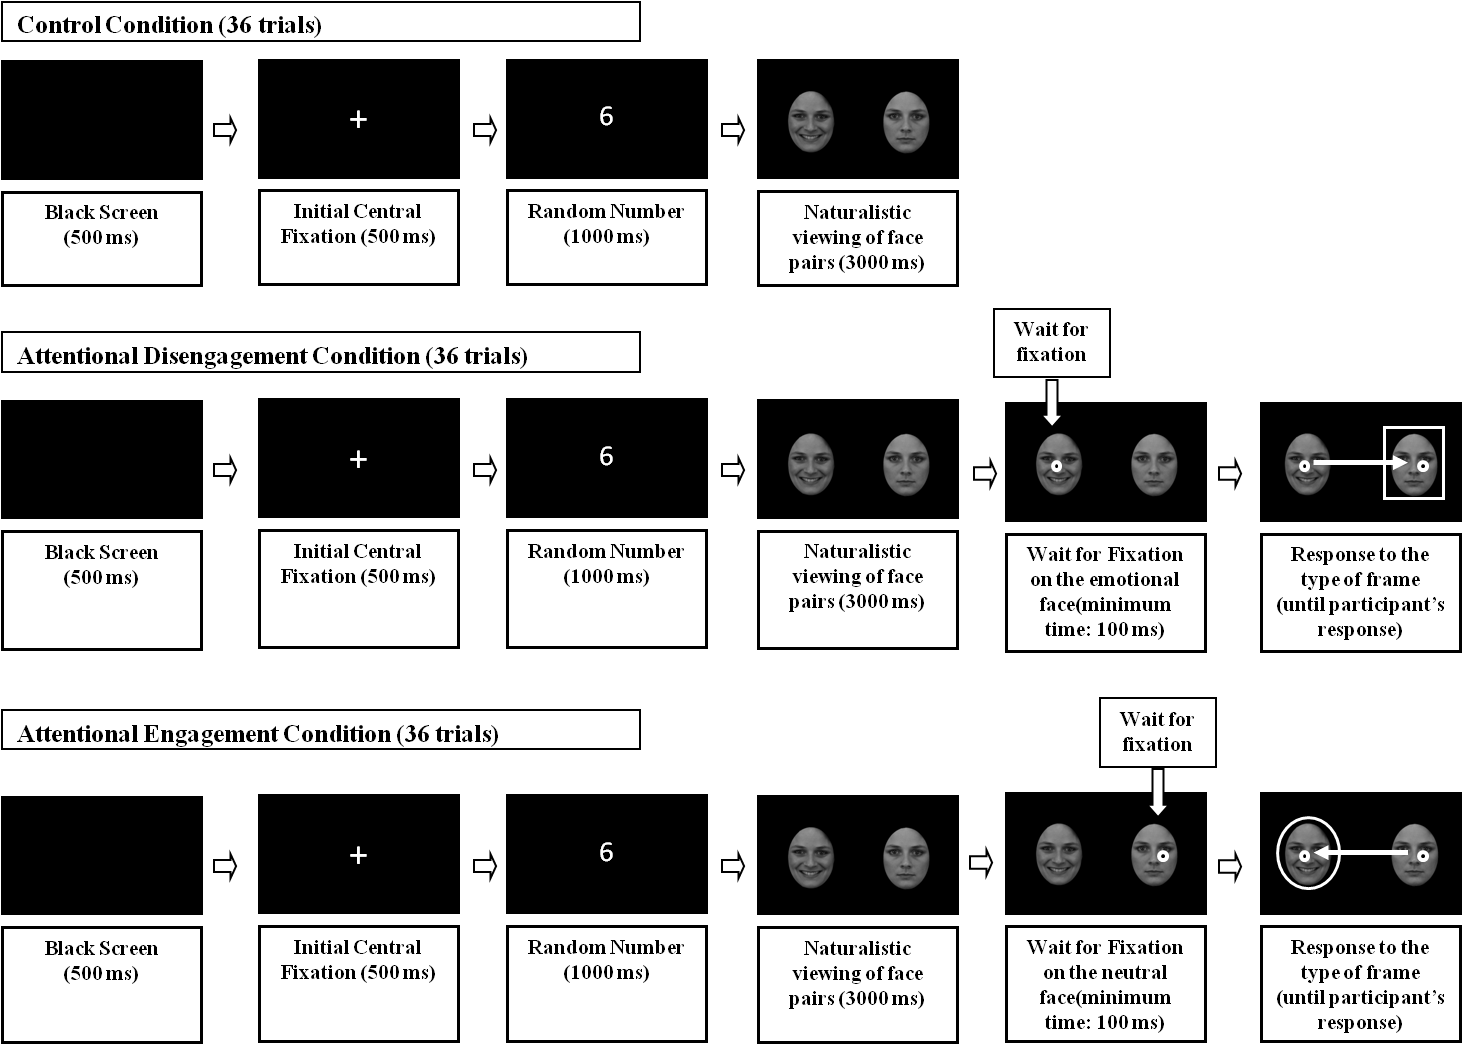 Control Condition (36 trials)
+
6
Black Screen
(500 ms)
Initial Central
Fixation (500 ms)
Random Number
(1000 ms)
Naturalistic
viewing of face
pairs (3000 ms)
Wait for
fixation
Attentional Disengagement Condition (36 trials)
+
6
Black Screen
(500 ms)
Initial Central
Fixation (500 ms)
Random Number
(1000 ms)
Naturalistic
viewing of face
pairs (3000 ms)
Wait for Fixation
on the emotional
face(minimum
time: 100 ms)
Response to the
type of frame
(until participant's
response)
Wait for
fixation
Attentional Engagement Condition (36 trials)
+
6
Black Screen
(500 ms)
Initial Central
Fixation (500 ms)
Random Number
(1000 ms)
Naturalistic
viewing of face
pairs (3000 ms)
Wait for Fixation
on the neutral
face(minimum
time: 100 ms)
Response to the
type of frame
(until participant's
response)